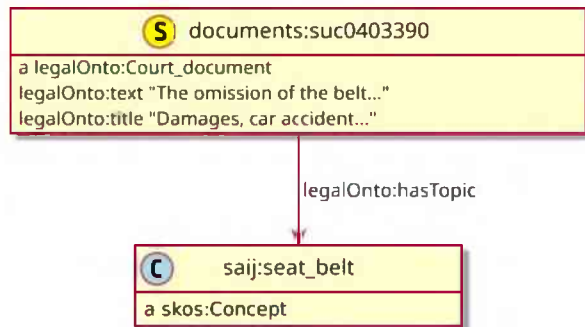 S documents:suc0403390
a legalOnto:Court_document
legalOnto:text "The omission of the belt..."
legalOnto:title "Damages, car accident..."
legalOnto:hasTopic
C saij:seat_belt
a skos:Concept